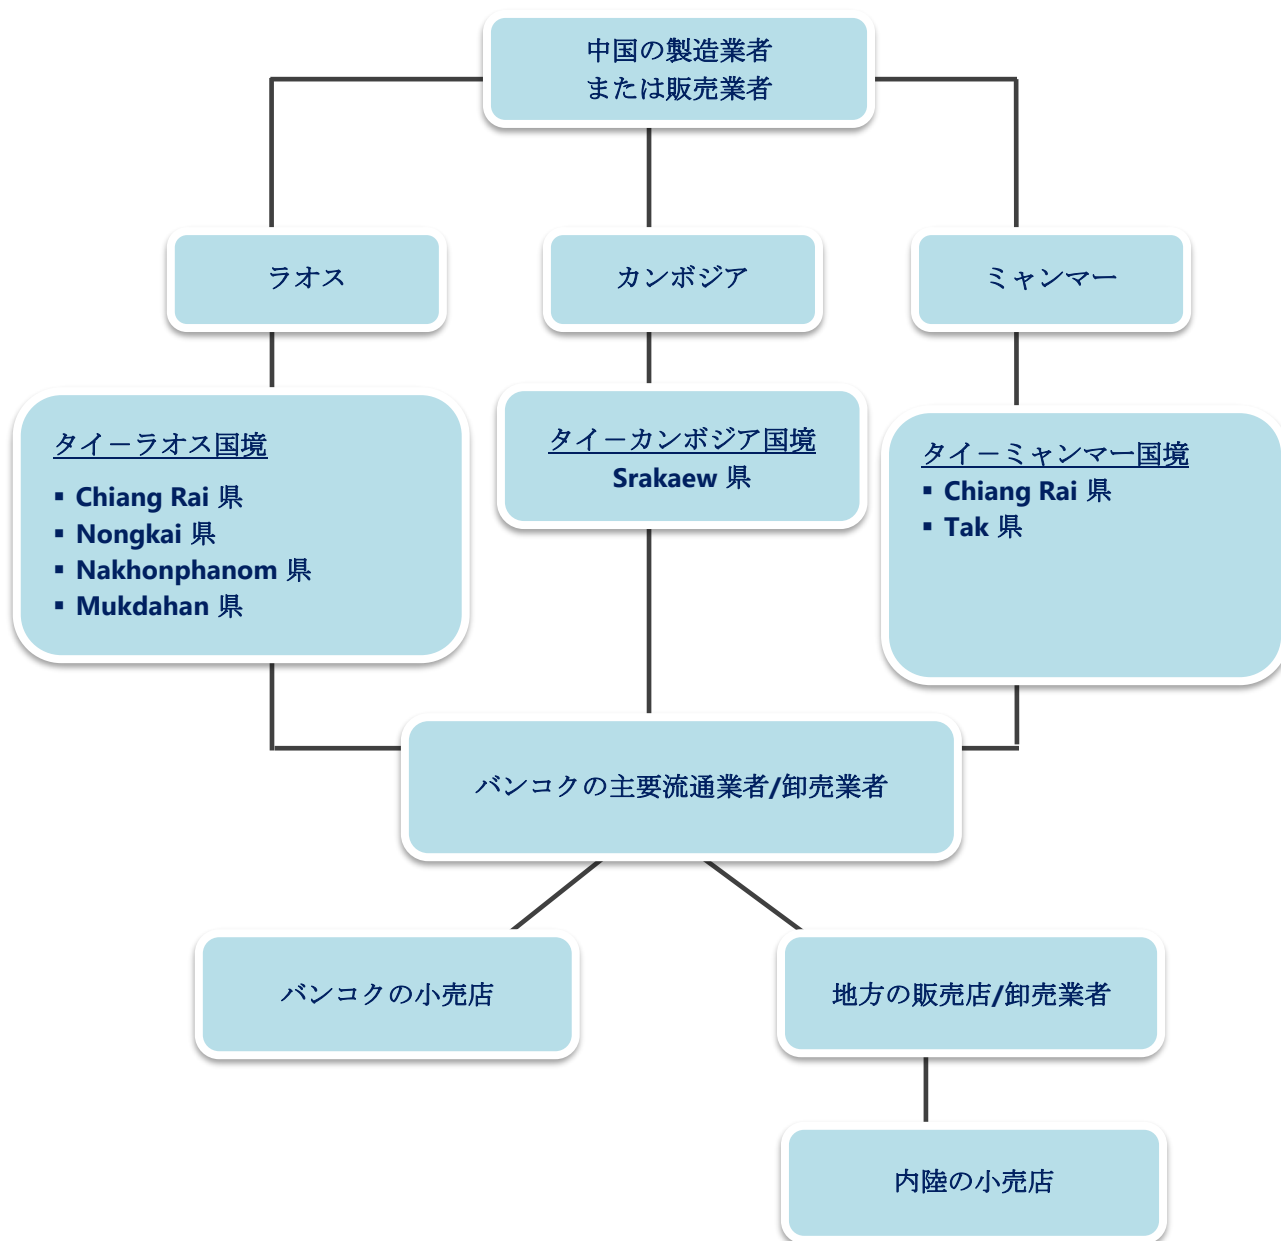 中国の製造業者
または販売業者
ラオス
カンボジア
ミャンマー
タイ－ラオス国境
▪ Chiang Rai 県
▪ Nongkai 県
▪ Nakhonphanom 県
▪ Mukdahan 県
タイ－カンボジア国境
Srakaew 県
タイ－ミャンマー国境
▪ Chiang Rai 県
▪ Tak 県
バンコクの主要流通業者/卸売業者
バンコクの小売店
地方の販売店/卸売業者
内陸の小売店